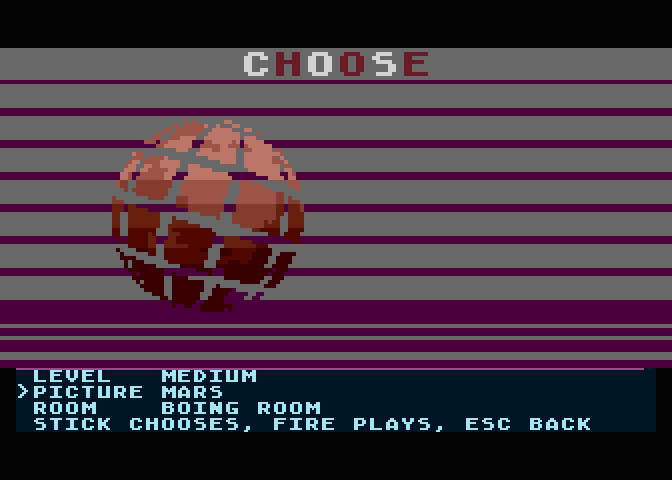 CHOOSE
LEVEL MEDIUM
>PICTURE MARS
ROOM BOING ROOM
STICK CHOOSES, FIRE PLAYS, ESC BACK